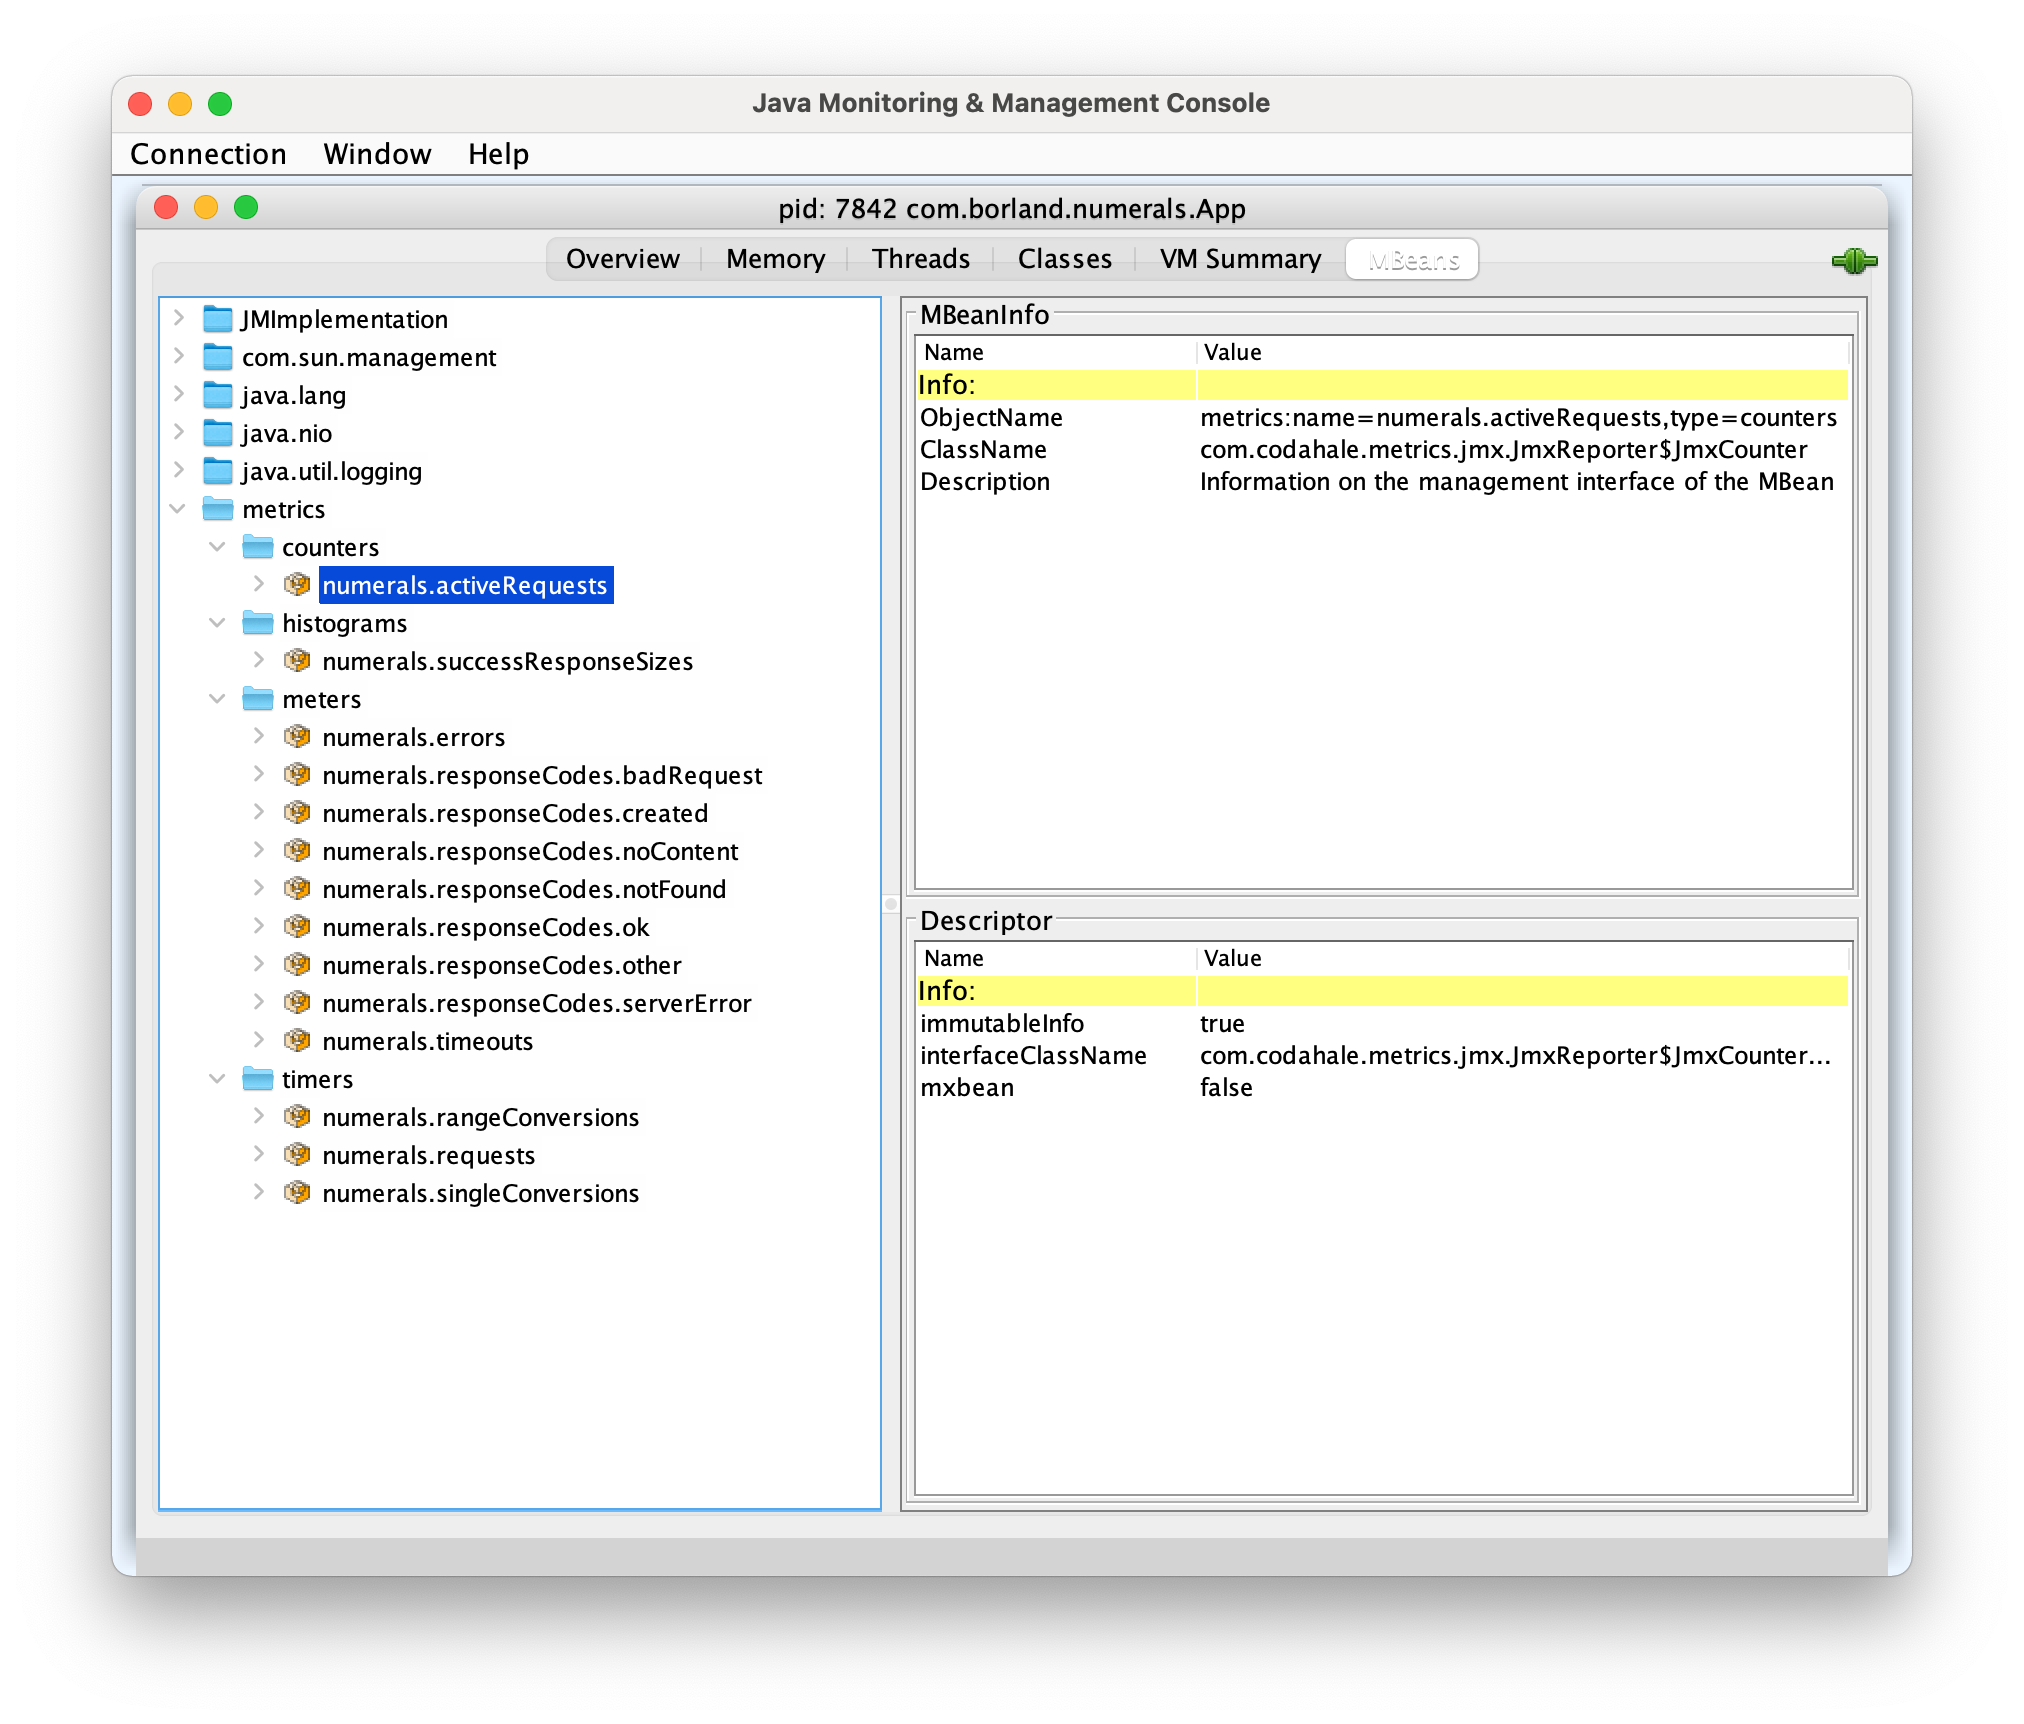 Java Monitoring & Management Console
Connection Window Help
pid: 7842 com.borland.numerals.App
Overview Memory Threads Classes VM Summary MBeans
JMImplementation
com.sun.management
java.lang
java.nio
java.util.logging
metrics
counters
numerals.activeRequests
histograms
numerals.successResponseSizes
meters
numerals.errors
numerals.responseCodes.badRequest
numerals.responseCodes.created
numerals.responseCodes.noContent
numerals.responseCodes.notFound
numerals.responseCodes.ok
numerals.responseCodes.other
numerals.responseCodes.serverError
numerals.timeouts
timers
numerals.rangeConversions
numerals.requests
numerals.singleConversions
MBeanInfo
Name Value
Info:
ObjectName metrics:name=numerals.activeRequests,type=counters
ClassName com.codahale.metrics.jmx.JmxReporter$JmxCounter
Description Information on the management interface of the MBean
Descriptor
Name Value
Info:
immutableInfo true
interfaceClassName com.codahale.metrics.jmx.JmxReporter$JmxCounter...
mxbean false